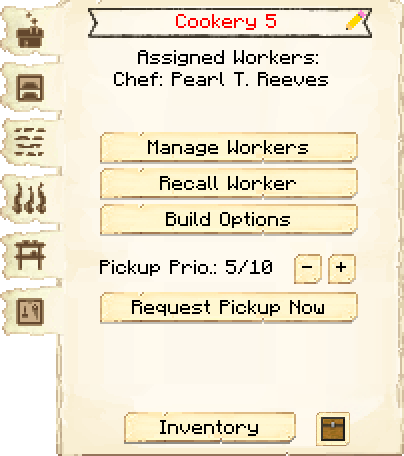 Cookery 5
Assigned Workers:
Chef: Pearl T. Reeves
Manage Workers
Recall Worker
Build Options
Pickup Prio.: 5/10 - +
Request Pickup Now
Inventory